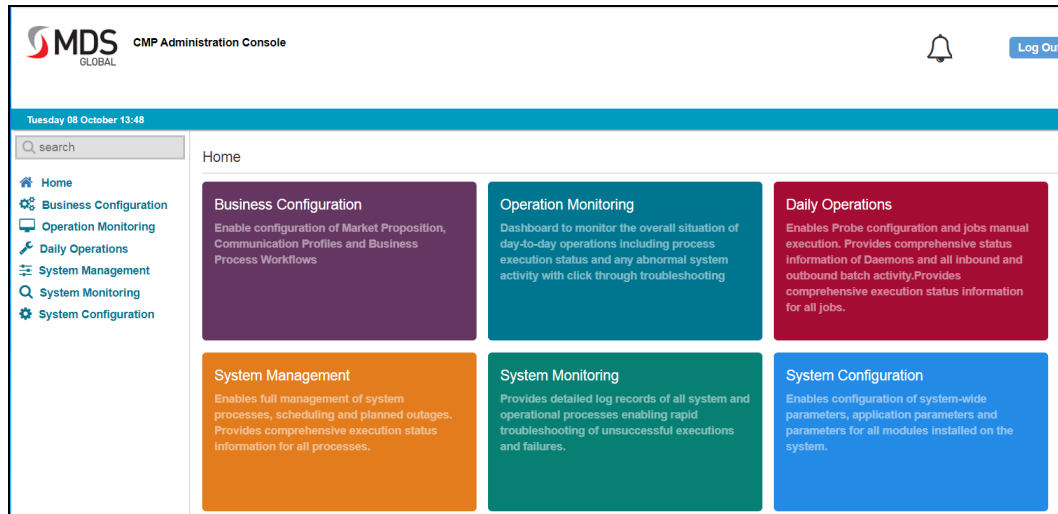 MDS
GLOBAL
CMP Administration Console
Tuesday 08 October 13:48
search
Home
Business Configuration
Operation Monitoring
Daily Operations
System Management
System Monitoring
System Configuration
Home
Business Configuration
Enable configuration of Market Proposition,
Communication Profiles and Business
Process Workflows
Operation Monitoring
Dashboard to monitor the overall situation of
day-to-day operations including process
execution status and any abnormal system
activity with click through troubleshooting
Daily Operations
Enables Probe configuration and jobs manual
execution. Provides comprehensive status
information of Daemons and all inbound and
outbound batch activity.Provides
comprehensive execution status information
for all jobs.
System Management
Enables full management of system
processes, scheduling and planned outages.
Provides comprehensive execution status
information for all processes.
System Monitoring
Provides detailed log records of all system and
operational processes enabling rapid
troubleshooting of unsuccessful executions
and failures.
System Configuration
Enables configuration of system-wide
parameters, application parameters and
parameters for all modules installed on the
system.
Log Ou